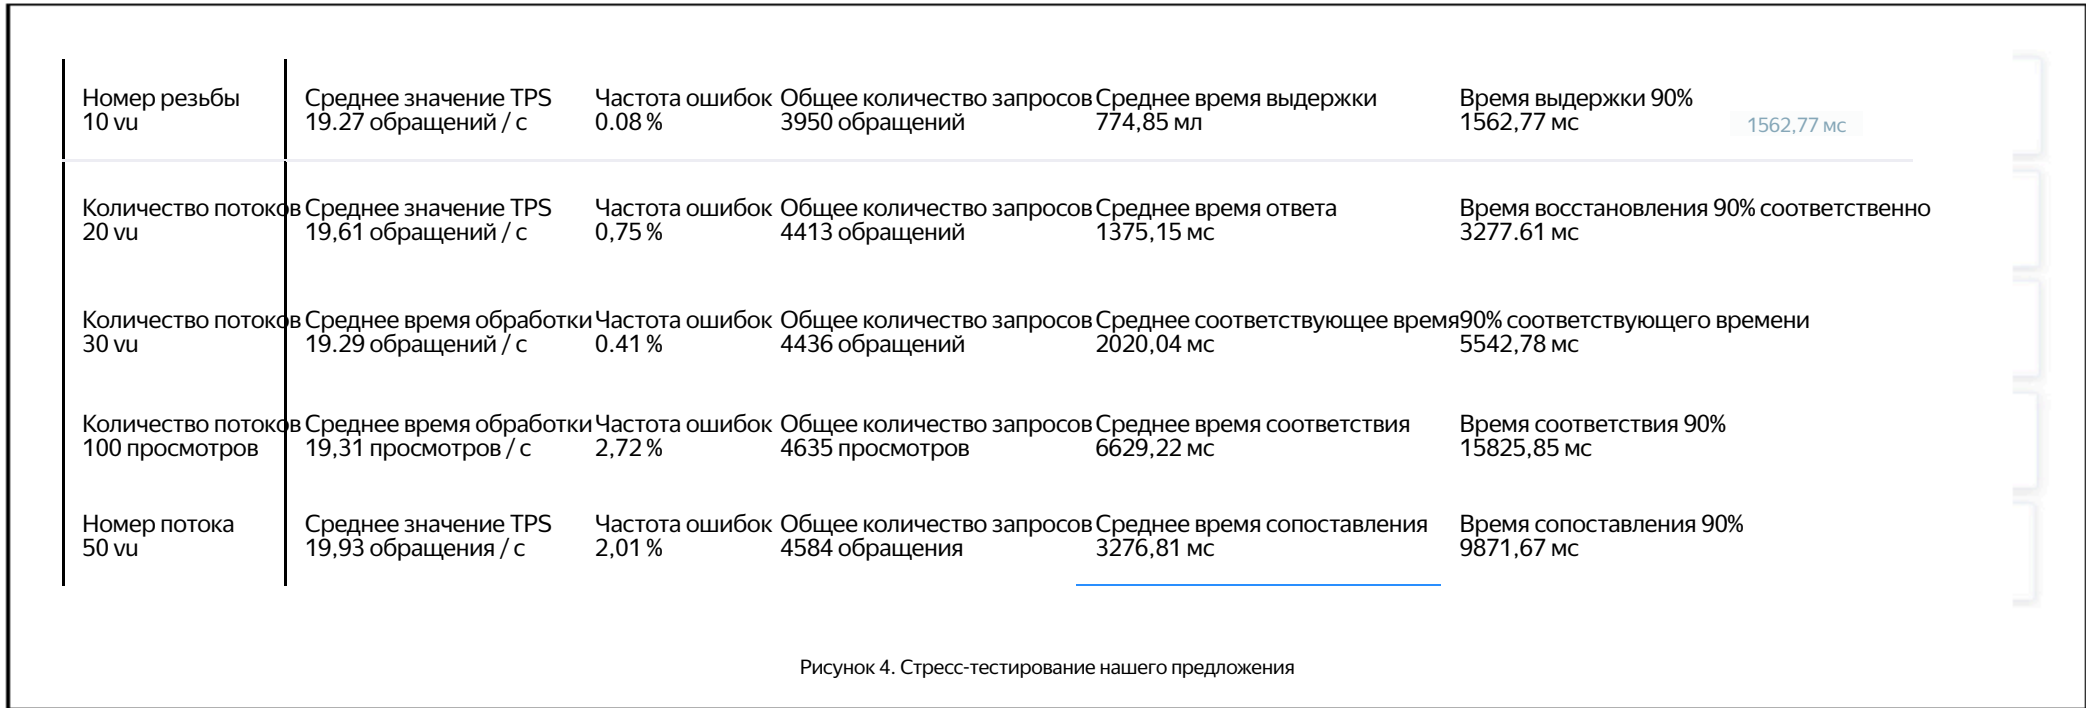 Номер резьбы Среднее значение TPS Частота ошибок Общее количество запросов Среднее время выдержки Время выдержки 90%
10 vu 19.27 обращений / с 0.08 % 3950 обращений 774,85 мл 1562,77 мс 1562,77 мс
Количество потоков Среднее значение TPS Частота ошибок Общее количество запросов Среднее время ответа Время восстановления 90% соответственно
20 vu 19,61 обращений / с 0,75 % 4413 обращений 1375,15 мс 3277.61 мс
Количество потоков Среднее время обработки Частота ошибок Общее количество запросов Среднее соответствующее время 90% соответствующего времени
30 vu 19.29 обращений / с 0.41 % 4436 обращений 2020,04 мс 5542,78 мс
Количество потоков Среднее время обработки Частота ошибок Общее количество запросов Среднее время соответствия Время соответствия 90%
100 просмотров 19,31 просмотров / с 2,72 % 4635 просмотров 6629,22 мс 15825,85 мс
Номер потока Среднее значение TPS Частота ошибок Общее количество запросов Среднее время сопоставления Время сопоставления 90%
50 vu 19,93 обращения / с 2,01 % 4584 обращения 3276,81 мс 9871,67 мс
Рисунок 4. Стресс-тестирование нашего предложения